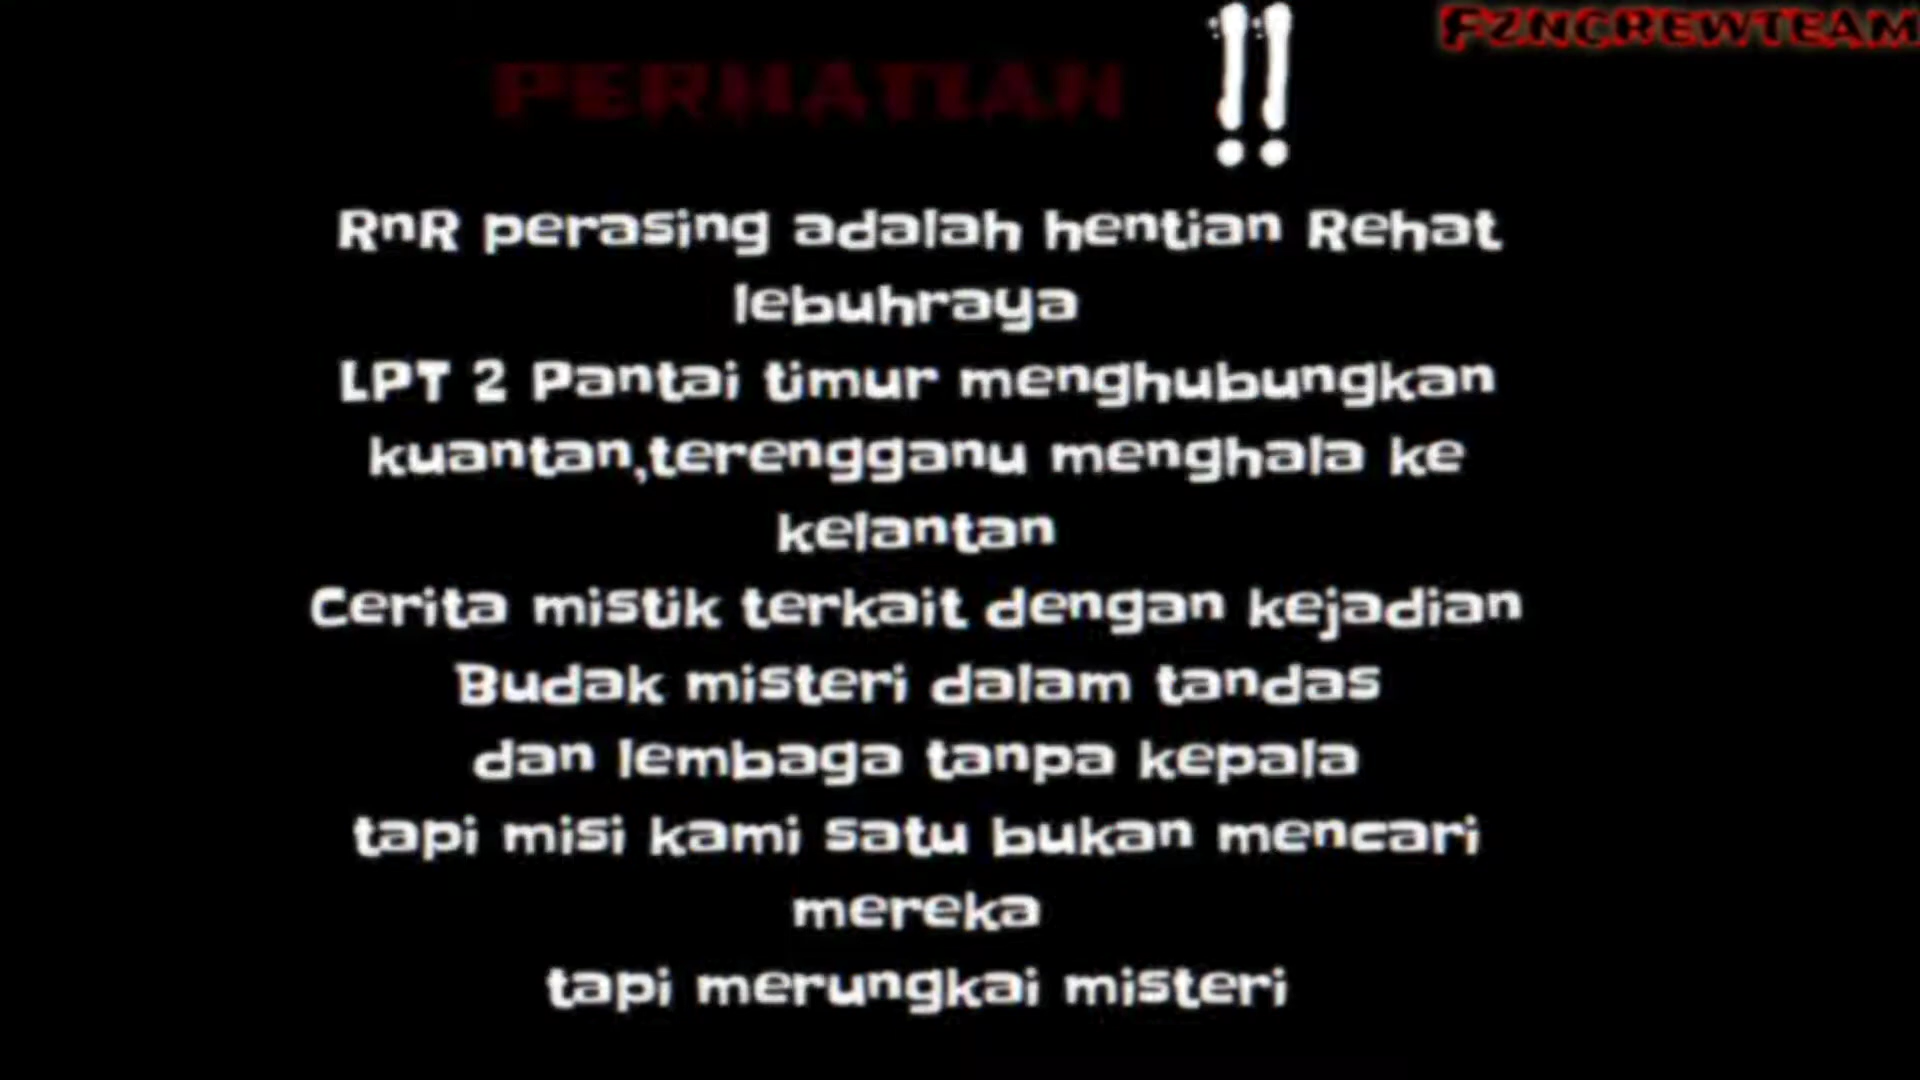 PERHATIAN !!
FZNCREWTEAM
RnR perasing adalah hentian Rehat
lebuhraya
LPT 2 Pantai timur menghubungkan
kuantan,terengganu menghala ke
kelantan
Cerita mistik terkait dengan kejadian
Budak misteri dalam tandas
dan lembaga tanpa kepala
tapi misi kami satu bukan mencari
mereka
tapi merungkai misteri